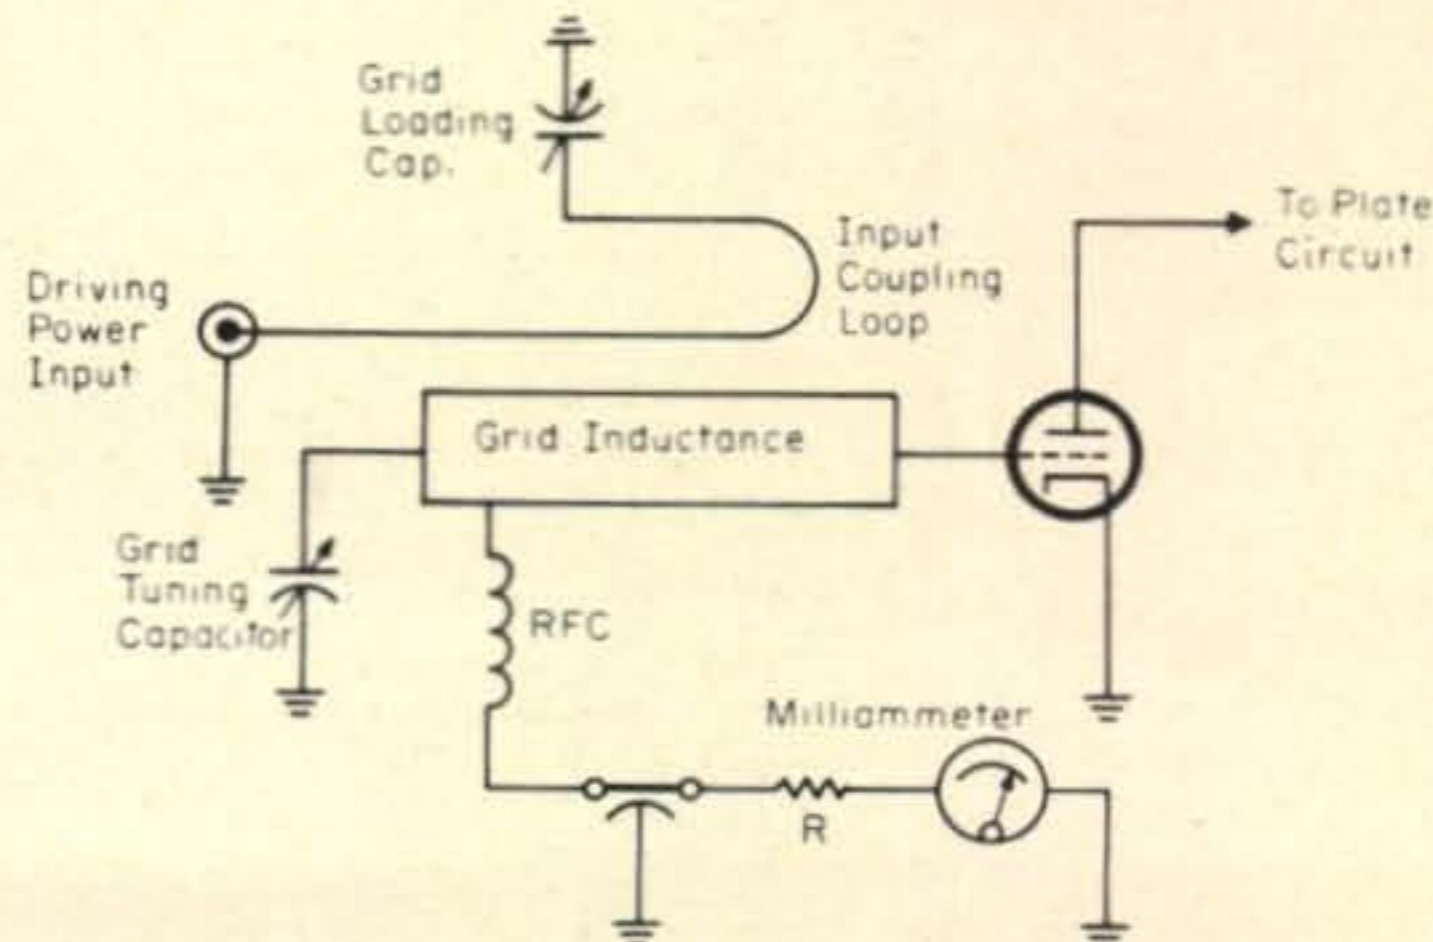 Grid
Loading
Cap.
Input
Coupling
Loop
To Plate
Circuit
Driving
Power
Input
Grid Inductance
Grid
Tuning
Capacitor
RFC
Milliammeter
R